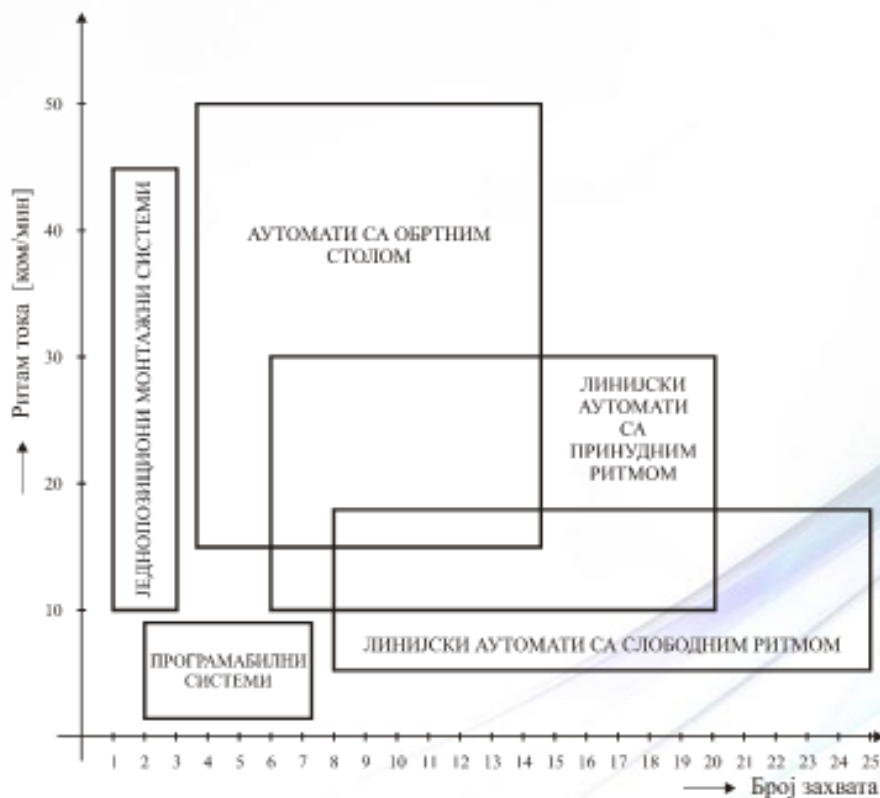 50
40
30
20
10
Ритам тока [ком/мин]
ЈЕДНОПОЗИЦИОНИ МОНТАЖНИ СИСТЕМИ
АУТОМАТИ СА ОБРТНИМ
СТОЛОМ
ЛИНИЈСКИ
АУТОМАТИ
СА
ПРИНУДНИМ
РИТМОМ
ЛИНИЈСКИ АУТОМАТИ СА СЛОБОДНИМ РИТМОМ
ПРОГРАМАБИЛНИ
СИСТЕМИ
1 2 3 4 5 6 7 8 9 10 11 12 13 14 15 16 17 18 19 20 21 22 23 24 25
Број захвата